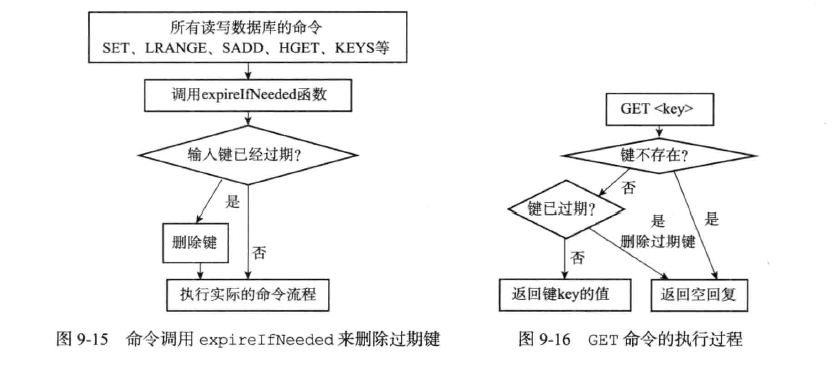 所有读写数据库的命令
SET、LRANGE、SADD、HGET、KEYS等
调用expireIfNeeded函数
输入键已经过期?
是
删除键
否
执行实际的命令流程
图 9-15 命令调用 expireIfNeeded 来删除过期键
GET <key>
键不存在?
否
键已过期?
是
删除过期键
是
否
返回键key的值
返回空回复
图 9-16 GET 命令的执行过程